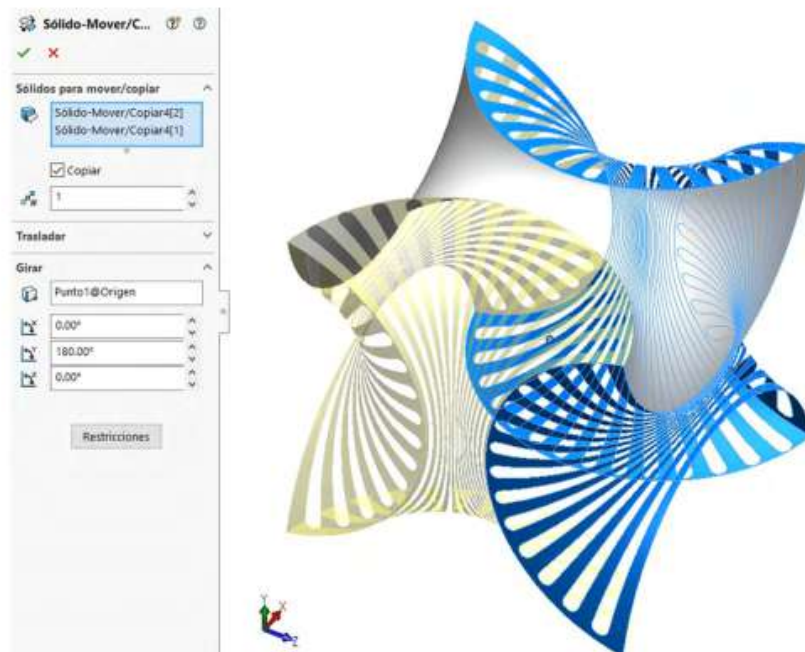 Sólido-Mover/C...
Sólidos para mover/copiar
Sólido-Mover/Copiar4[2]
Sólido-Mover/Copiar4[1]
Copiar
1
Trasladar
Girar
Punto1@Origen
0.00°
180.00°
0.00°
Restricciones
Y
X
Z